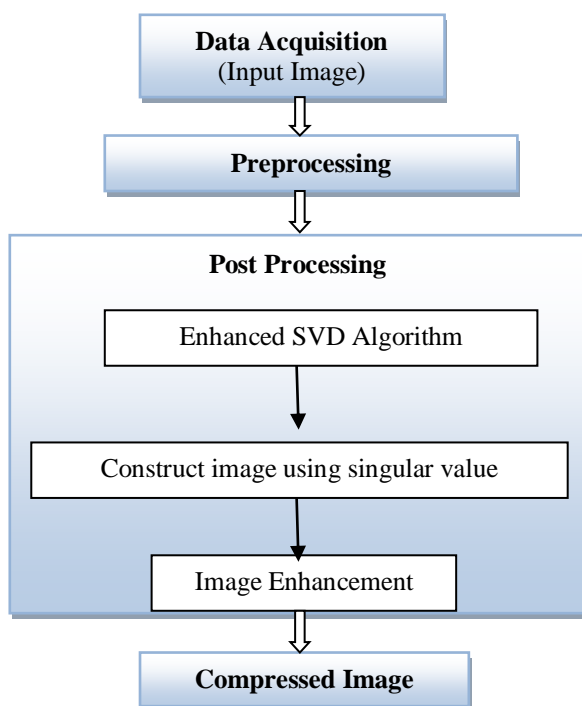 Data Acquisition
(Input Image)
Preprocessing
Post Processing
Enhanced SVD Algorithm
Construct image using singular value
Image Enhancement
Compressed Image